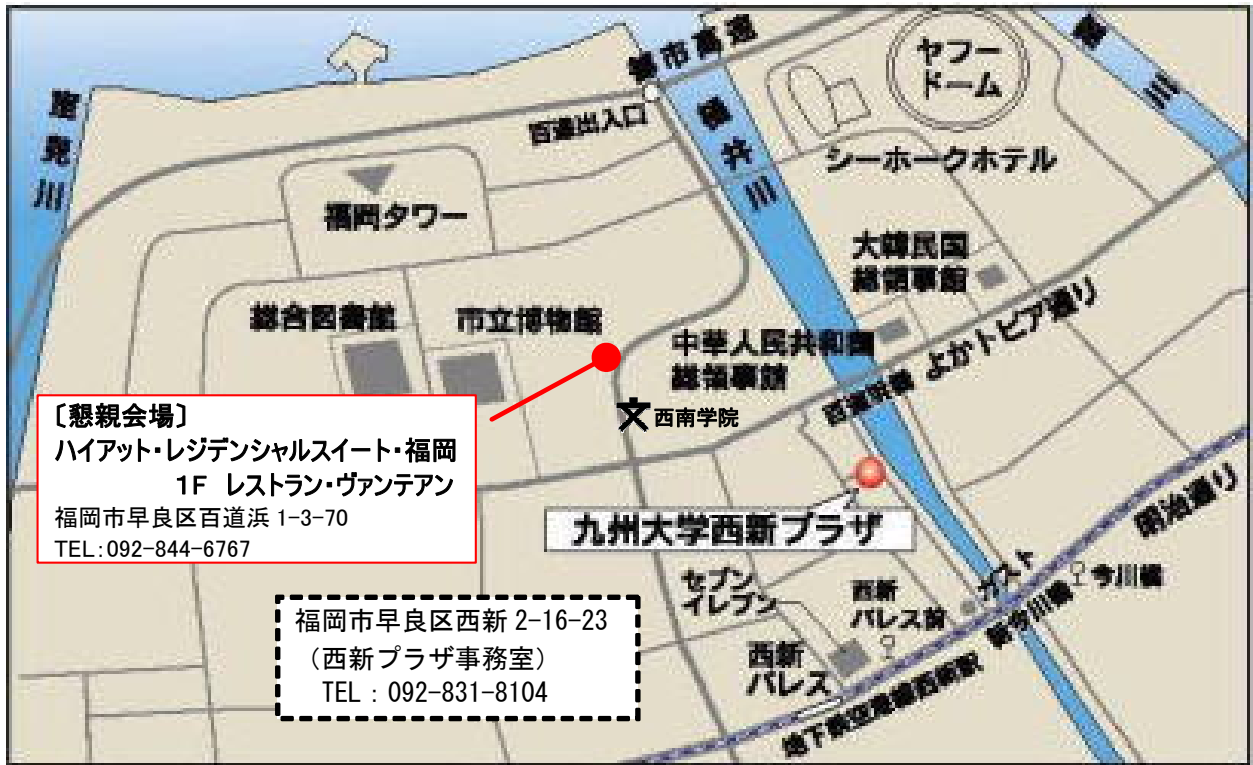 都市高速
ヤフー
ドーム
室見川
百道出入口
樋井川
シーホークホテル
福岡タワー
大韓民国
総領事館
総合図書館
市立博物館
中華人民共和国
総領事館
よかトピア通り
〔懇親会場〕
ハイアット・レジデンシャルスイート・福岡
1F レストラン・ヴァンテアン
福岡市早良区百道浜 1-3-70
TEL:092-844-6767
西南学院
九州大学西新プラザ
明治通り
セブン
イレブン
西新
パレス前
ガスト
新今川橋
今川橋
西新
パレス
地下鉄空港線西新駅
福岡市早良区西新 2-16-23
（西新プラザ事務室）
TEL：092-831-8104